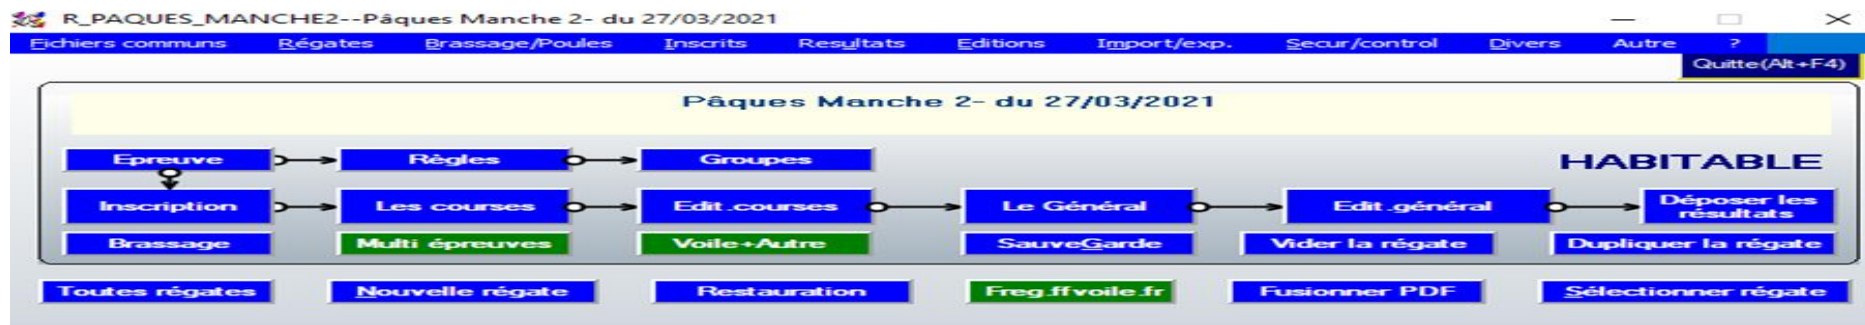 R_PAQUES_MANCHE2--Pâques Manche 2- du 27/03/2021
Fichiers communs Régates Brassage/Poules Inscrits Resultats Editions Import/exp. Secur/control Divers Autre ?
Quitte(Alt+F4)
Pâques Manche 2- du 27/03/2021
Epreuve Règles Groupes HABITABLE
Inscription Les courses Edit.courses Le Général Edit.général Déposer les
résultats
Brassage Multi épreuves Voile+Autre SauveGarde Vider la régate Dupliquer la régate
Toutes régates Nouvelle régate Restauration Freg.ffvoile.fr Fusionner PDF Sélectionner régate